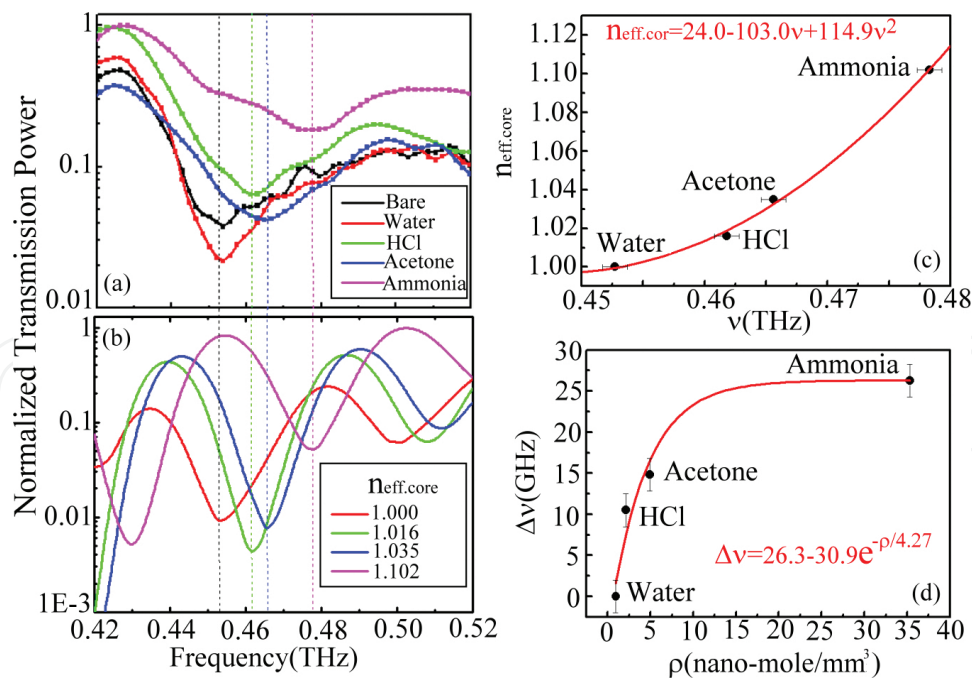 Normalized Transmission Power
1
0.1
0.01
(a)
Bare
Water
HCl
Acetone
Ammonia
(b)
1
0.1
0.01
1E-3
neff.core
1.000
1.016
1.035
1.102
0.42 0.44 0.46 0.48 0.50 0.52
Frequency(THz)
neff.core
1.12
1.10
1.08
1.06
1.04
1.02
1.00
neff.cor=24.0-103.0ν+114.9ν²
Ammonia
Acetone
Water
HCl
(c)
0.45 0.46 0.47 0.48
ν(THz)
Δν(GHz)
30
25
20
15
10
5
0
Ammonia
Acetone
HCl
Δν=26.3-30.9e^-ρ/4.27
Water
(d)
0 5 10 15 20 25 30 35 40
ρ(nano-mole/mm³)